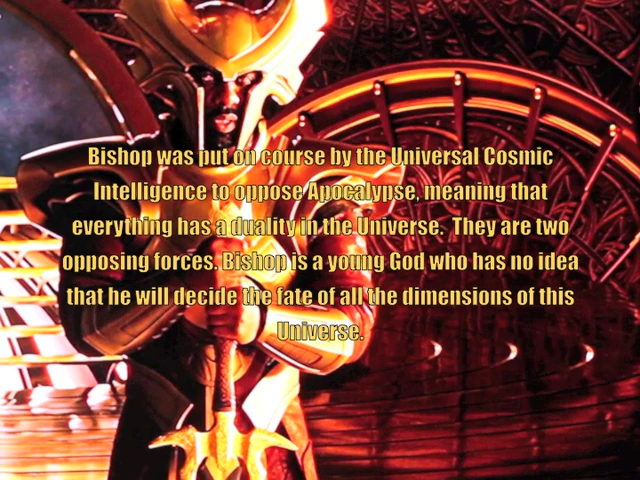 Bishop was put on course by the Universal Cosmic
Intelligence to oppose Apocalypse, meaning that
everything has a duality in the Universe.  They are two
opposing forces. Bishop is a young God who has no idea
that he will decide the fate of all the dimensions of this
Universe.